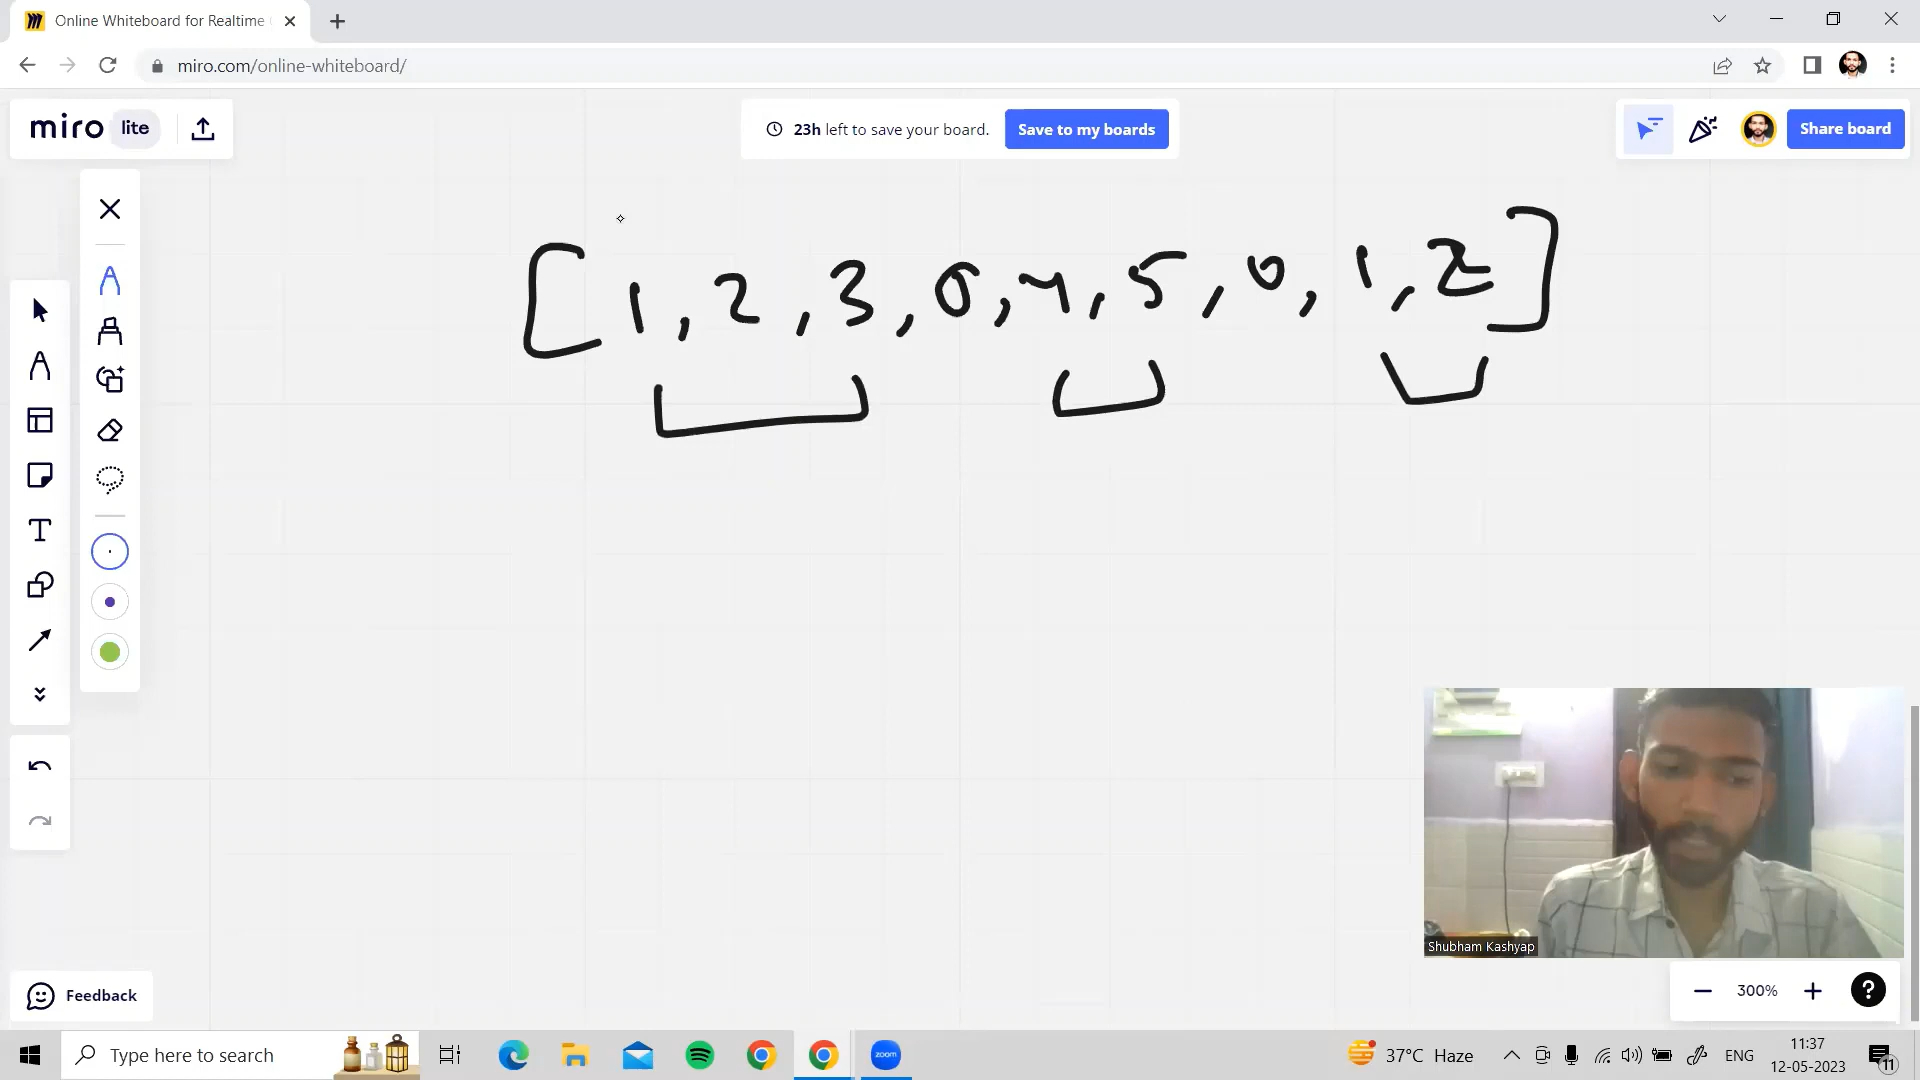 Online Whiteboard for Realtime
miro.com/online-whiteboard/
miro lite
23h left to save your board.
Save to my boards
Share board
[1, 2, 3, 0, 4, 5, 0, 1, 2]
T
Shubham Kashyap
Feedback
300%
?
Type here to search
zoom
37°C Haze
ENG
11:37
12-05-2023
11